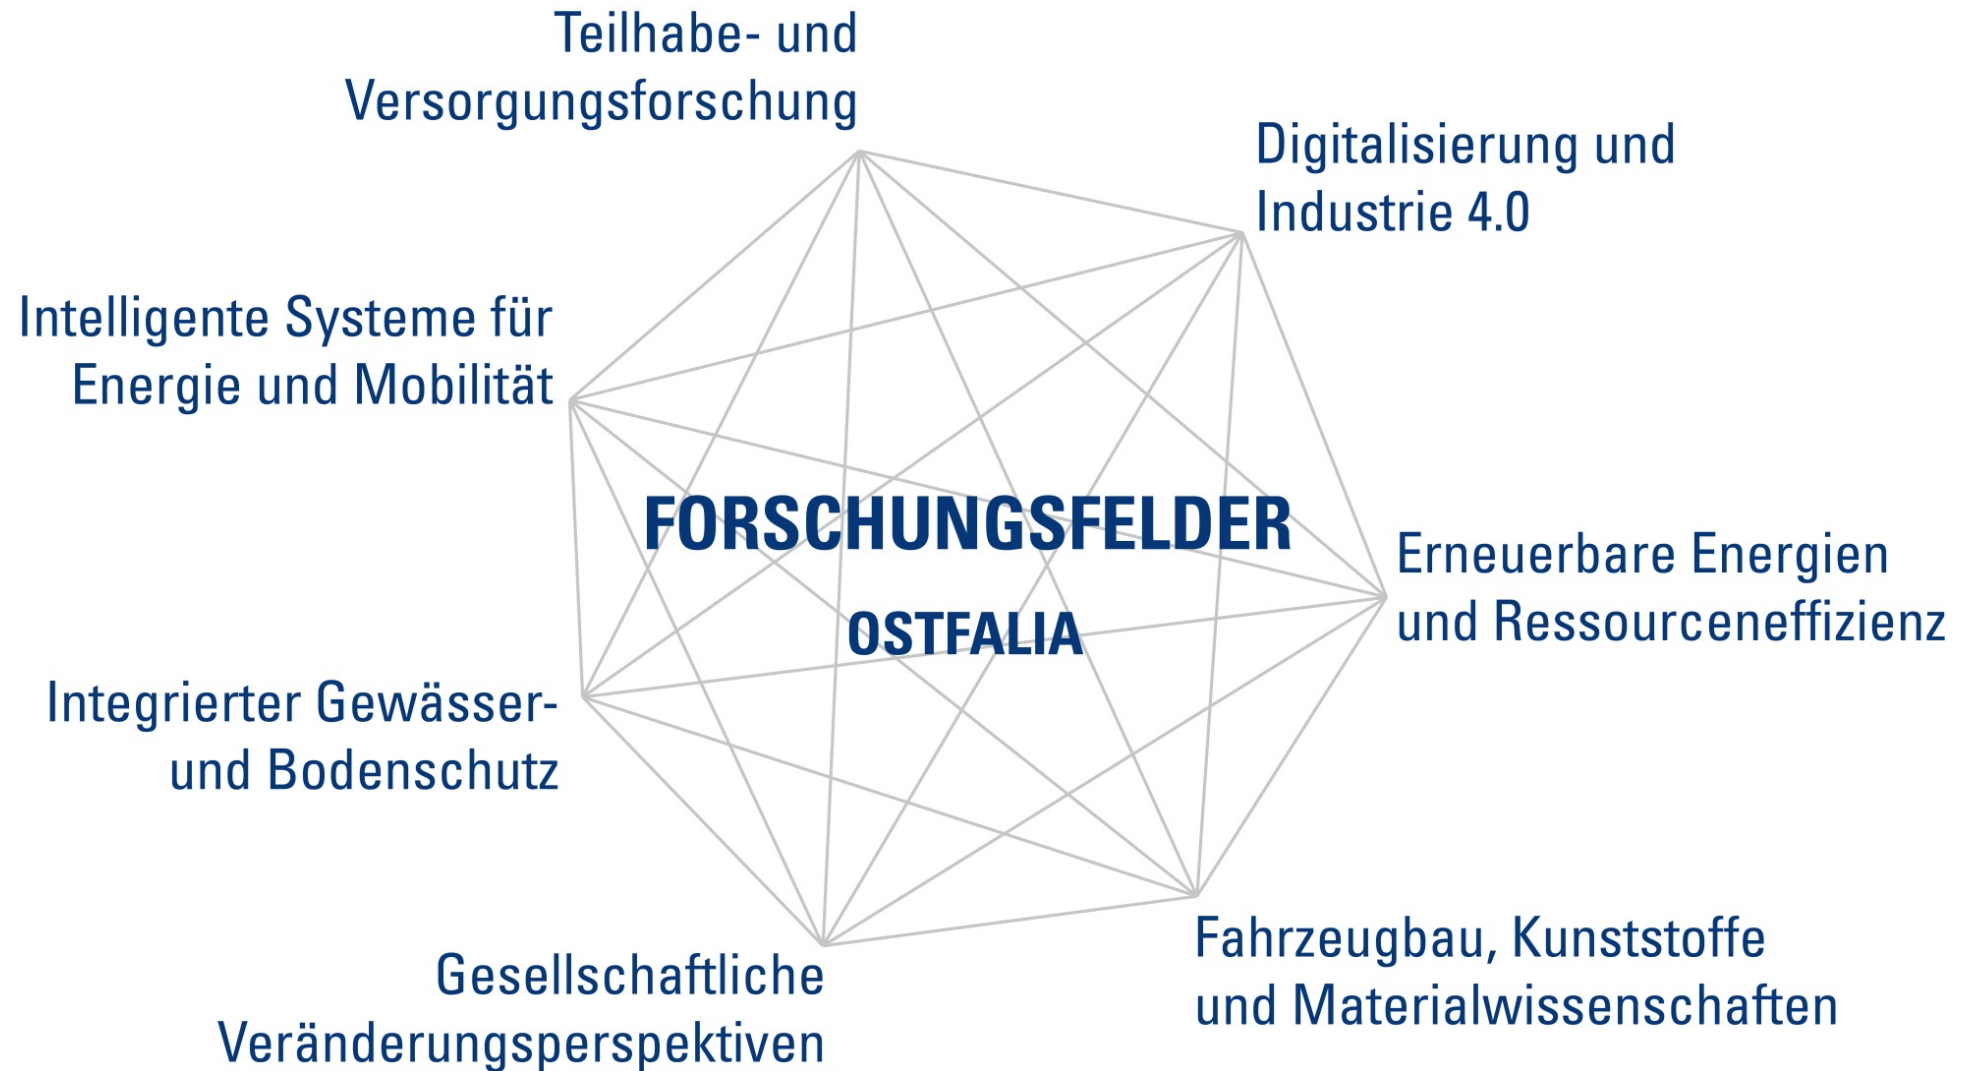 Teilhabe- und
Versorgungsforschung
Digitalisierung und
Industrie 4.0
Intelligente Systeme für
Energie und Mobilität
FORSCHUNGSFELDER
OSTFALIA
Erneuerbare Energien
und Ressourceneffizienz
Integrierter Gewässer-
und Bodenschutz
Gesellschaftliche
Veränderungsperspektiven
Fahrzeugbau, Kunststoffe
und Materialwissenschaften